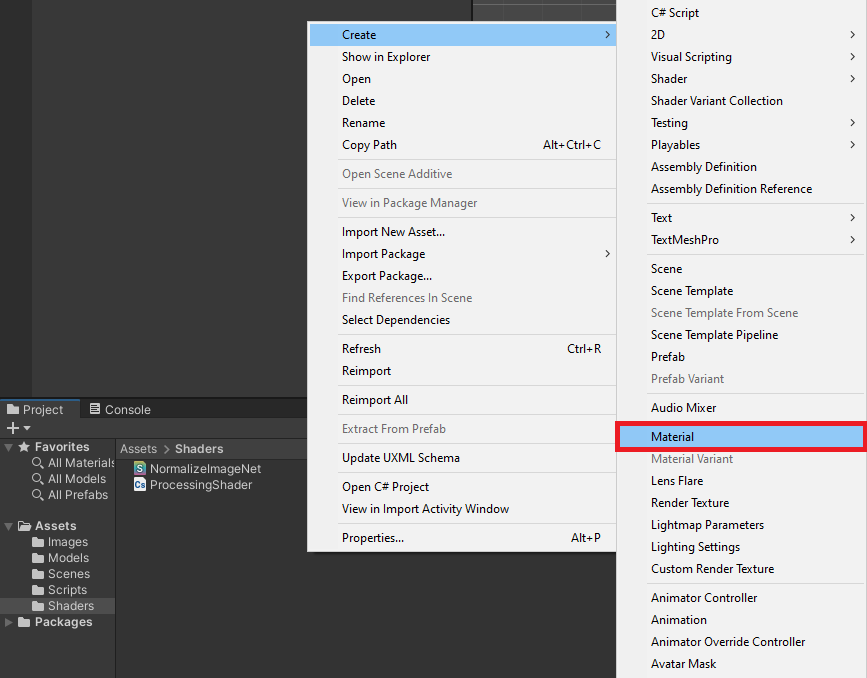 Create
Show in Explorer
Open
Delete
Rename
Copy Path Alt+Ctrl+C
Open Scene Additive
View in Package Manager
Import New Asset...
Import Package
Export Package...
Find References In Scene
Select Dependencies
Refresh Ctrl+R
Reimport
Reimport All
Extract From Prefab
Update UXML Schema
Open C# Project
View in Import Activity Window
Properties... Alt+P
C# Script
2D
Visual Scripting
Shader
Shader Variant Collection
Testing
Playables
Assembly Definition
Assembly Definition Reference
Text
TextMeshPro
Scene
Scene Template
Scene Template From Scene
Scene Template Pipeline
Prefab
Prefab Variant
Audio Mixer
Material
Material Variant
Lens Flare
Render Texture
Lightmap Parameters
Lighting Settings
Custom Render Texture
Animator Controller
Animation
Animator Override Controller
Avatar Mask
Project Console
Favorites
All Materials
All Models
All Prefabs
Assets
Images
Models
Scenes
Scripts
Shaders
Packages
Assets > Shaders
S NormalizeImageNet
Cs ProcessingShader